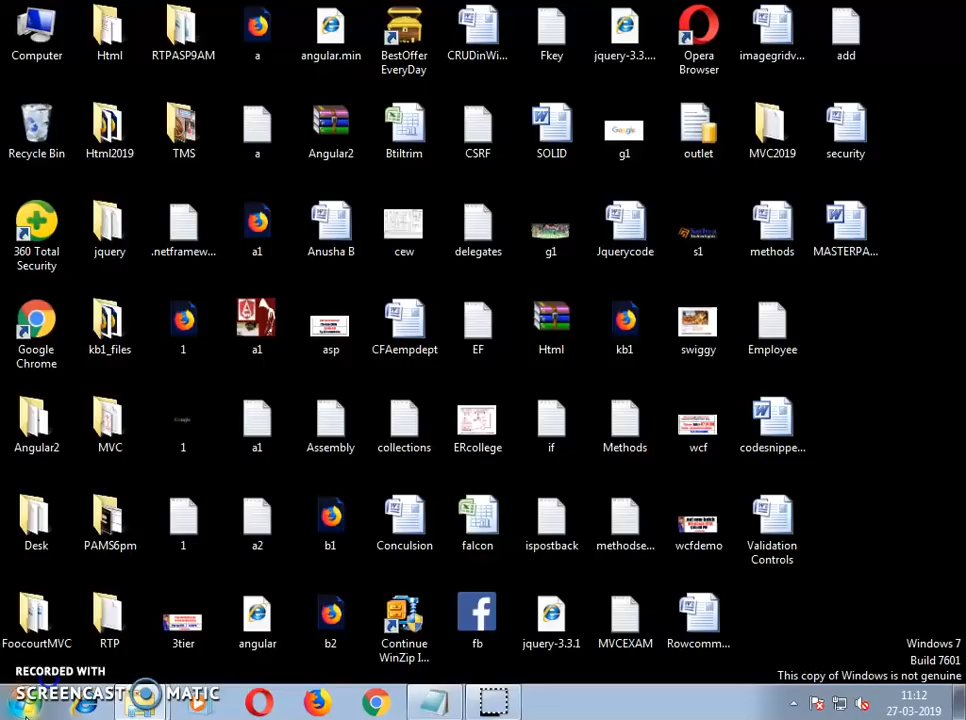 Computer
Html
RTPASP9AM
a
angular.min
BestOffer EveryDay
CRUDinWi...
Fkey
jquery-3.3....
Opera Browser
imagegridv...
add
Recycle Bin
Html2019
TMS
a
Angular2
Btiltrim
CSRF
SOLID
Google
g1
outlet
MVC2019
security
360 Total Security
jquery
.netframew...
a1
Anusha B
cew
delegates
g1
Jquerycode
s1
methods
MASTERPA...
Google Chrome
kb1_files
1
a1
asp
CFAempdept
EF
Html
kb1
swiggy
Employee
Angular2
MVC
1
a1
Assembly
collections
ERcollege
if
Methods
wcf
codesnippe...
Desk
PAMS6pm
1
a2
b1
Conculsion
falcon
ispostback
methodse...
wcfdemo
Validation Controls
FoocourtMVC
RTP
3tier
angular
b2
Continue WinZip I...
fb
jquery-3.3.1
MVCEXAM
Rowcomm...
Windows 7
Build 7601
This copy of Windows is not genuine
RECORDED WITH
SCREENCAST MATIC
11:12
27-03-2019